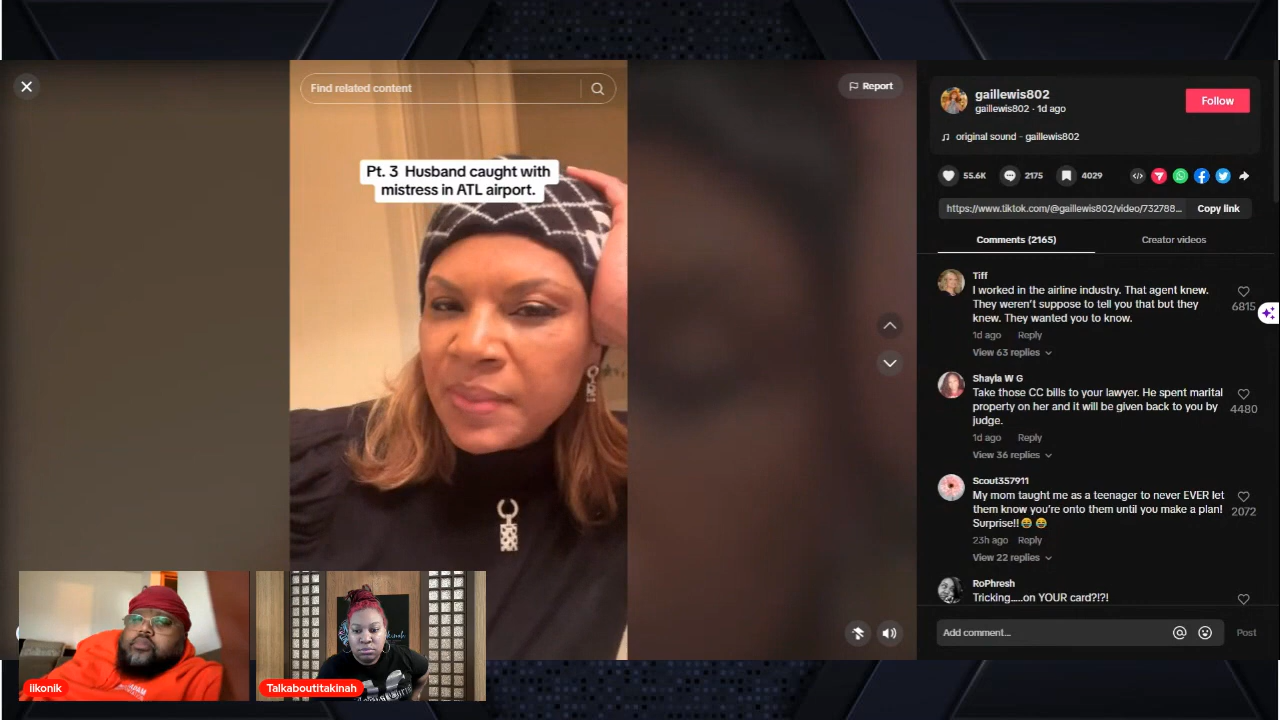 Find related content
Report
Pt. 3 Husband caught with
mistress in ATL airport.
iikonik
Talkaboutitakinah
gaillewis802
gaillewis802 · 1d ago
Follow
original sound - gaillewis802
55.6K
2175
4029
https://www.tiktok.com/@gaillewis802/video/732788...
Copy link
Comments (2165)
Creator videos
Tiff
I worked in the airline industry. That agent knew.
They weren't suppose to tell you that but they
knew. They wanted you to know.
6815
1d ago Reply
View 63 replies
Shayla W G
Take those CC bills to your lawyer. He spent marital
property on her and it will be given back to you by
judge.
4480
1d ago Reply
View 36 replies
Scout357911
My mom taught me as a teenager to never EVER let
them know you're onto them until you make a plan!
Surprise!!😂😂
2072
23h ago Reply
View 22 replies
RoPhresh
Tricking.....on YOUR card?!?!
Add comment...
Post